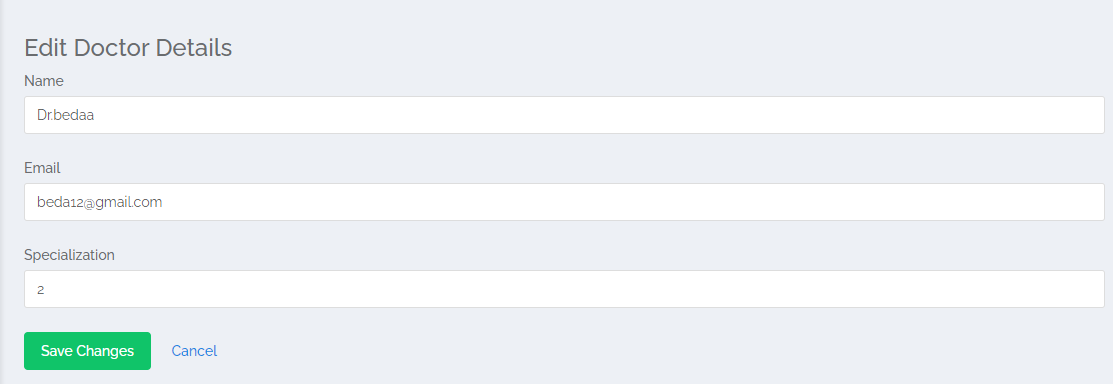 Edit Doctor Details
Name
Dr.bedaa
Email
beda12@gmail.com
Specialization
2
Save Changes Cancel